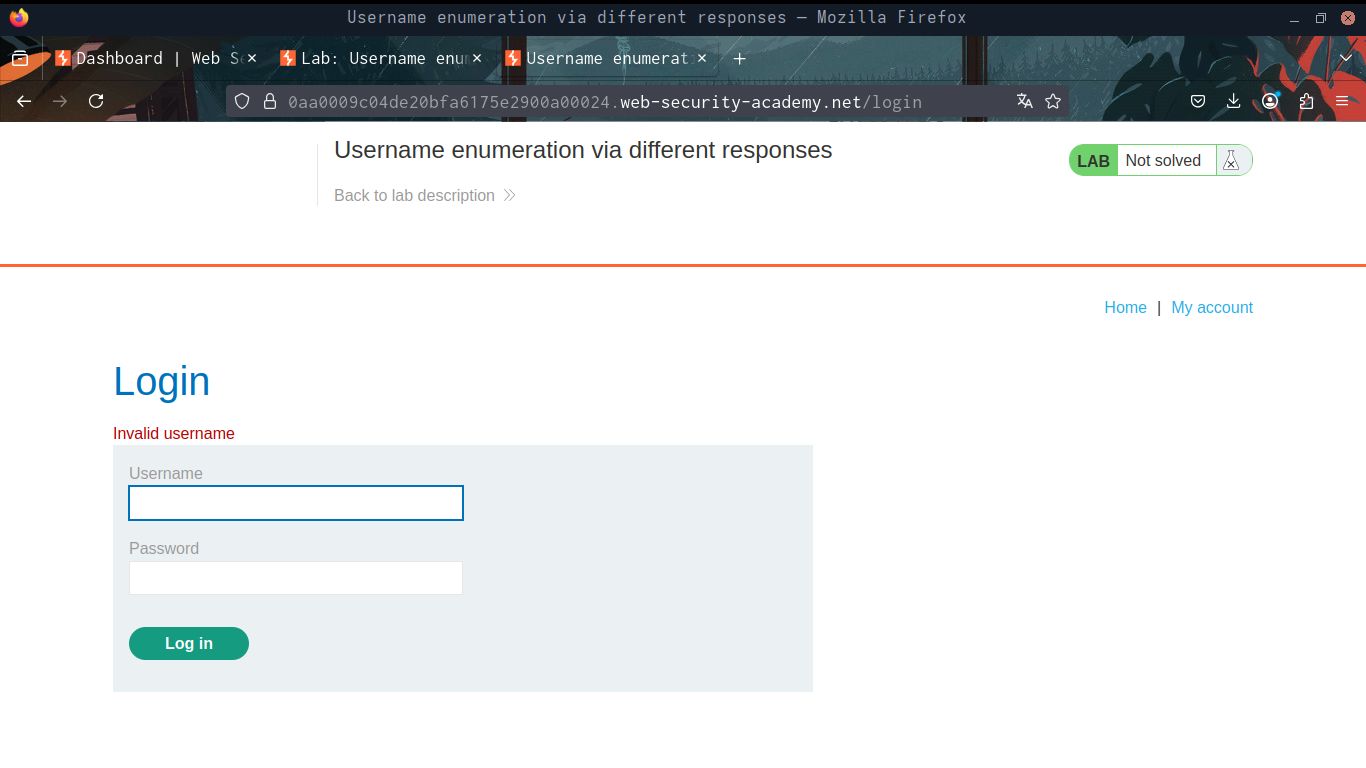 Username enumeration via different responses — Mozilla Firefox
Dashboard | Web Se
Lab: Username enum
Username enumerat
0aa0009c04de20bfa6175e2900a00024.web-security-academy.net/login
Username enumeration via different responses
LAB Not solved
Back to lab description
Home | My account
Login
Invalid username
Username
Password
Log in